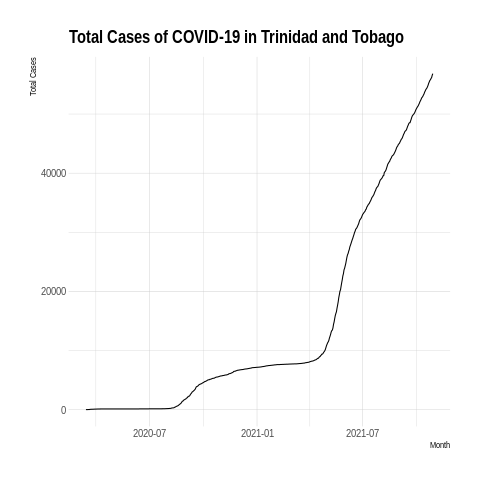 Total Cases of COVID-19 in Trinidad and Tobago
Total Cases
40000
20000
0
2020-07
2021-01
2021-07
Month